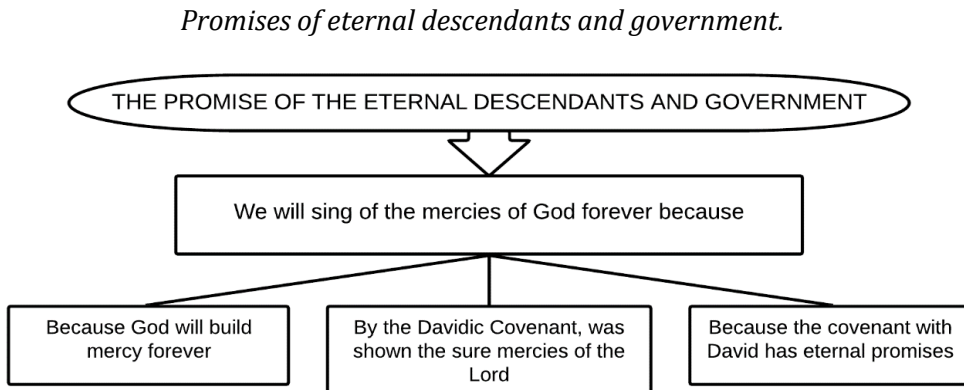 Promises of eternal descendants and government.
THE PROMISE OF THE ETERNAL DESCENDANTS AND GOVERNMENT
We will sing of the mercies of God forever because
Because God will build
mercy forever
By the Davidic Covenant, was
shown the sure mercies of the
Lord
Because the covenant with
David has eternal promises